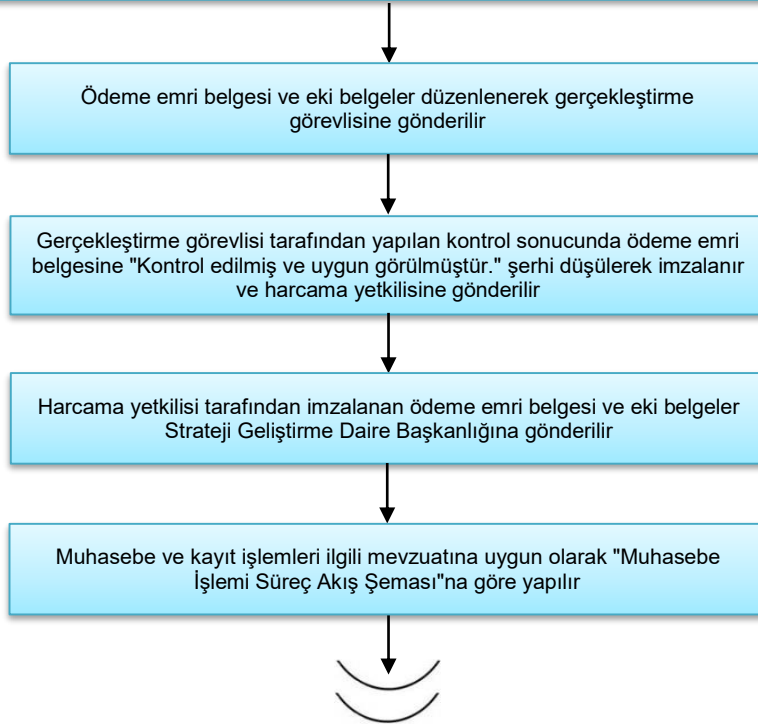 Ödeme emri belgesi ve eki belgeler düzenlenerek gerçekleştirme
görevlisine gönderilir
Gerçekleştirme görevlisi tarafından yapılan kontrol sonucunda ödeme emri
belgesine "Kontrol edilmiş ve uygun görülmüştür." şerhi düşülerek imzalanır
ve harcama yetkilisine gönderilir
Harcama yetkilisi tarafından imzalanan ödeme emri belgesi ve eki belgeler
Strateji Geliştirme Daire Başkanlığına gönderilir
Muhasebe ve kayıt işlemleri ilgili mevzuatına uygun olarak "Muhasebe
İşlemi Süreç Akış Şeması"na göre yapılır